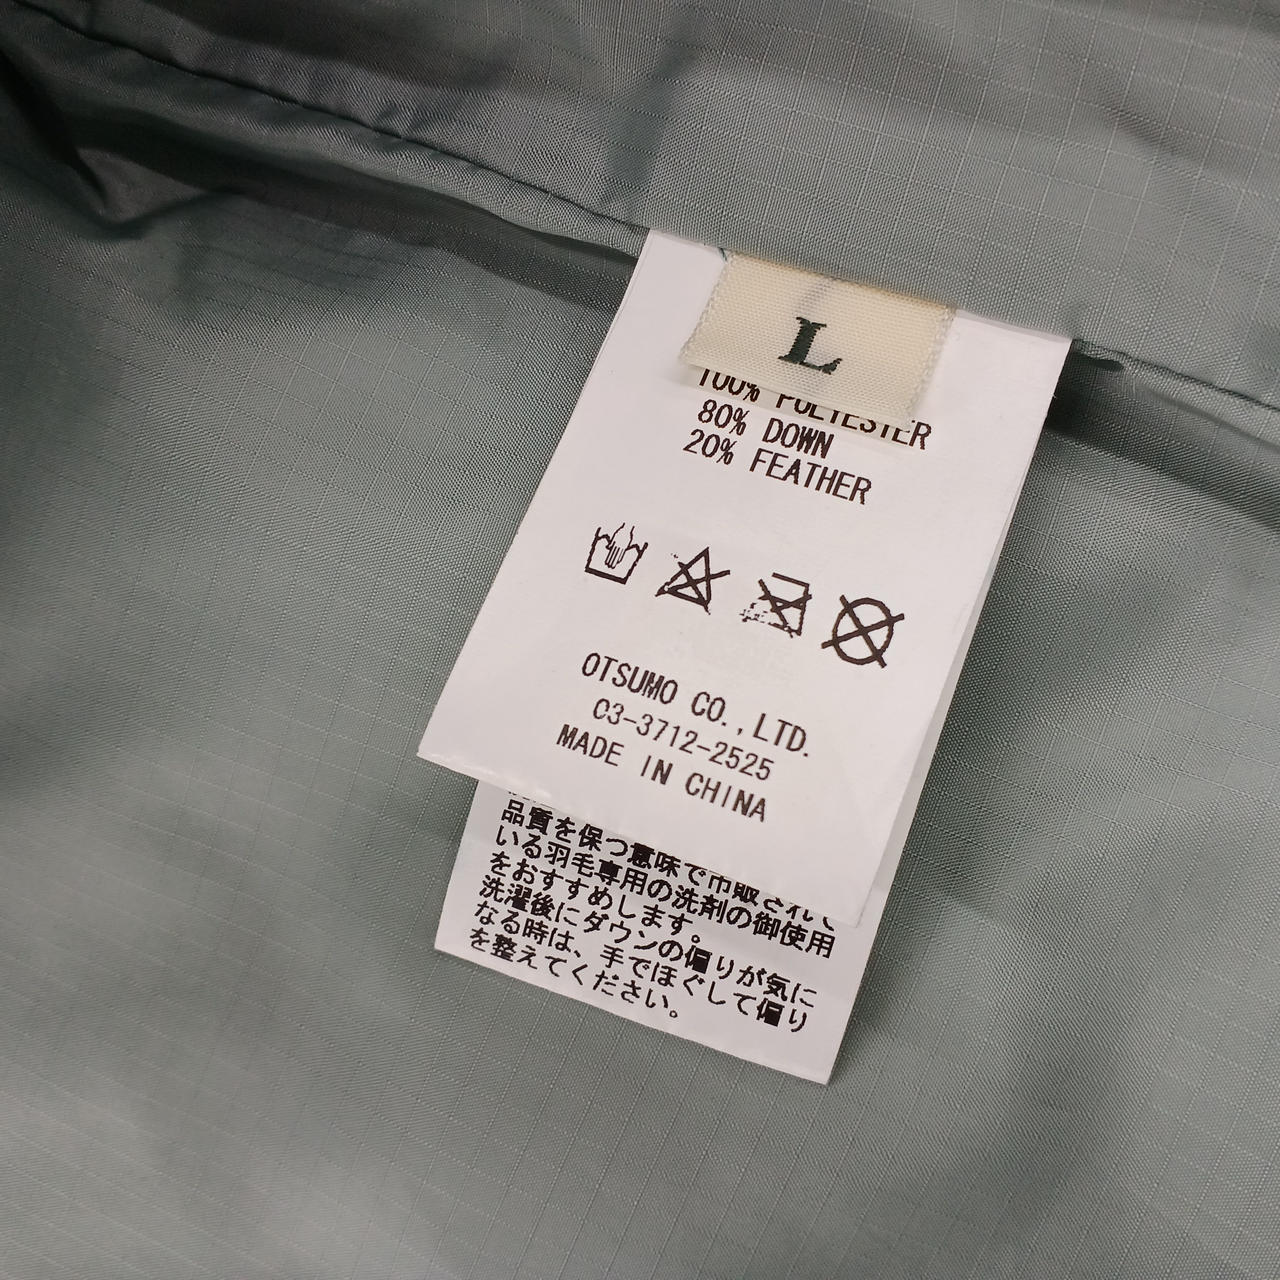 L
100% POLYESTER
80% DOWN
20% FEATHER
OTSUMO CO.,LTD.
03-3712-2525
MADE IN CHINA
品質を保つ意味で市販されて
いる羽毛専用の洗剤の御使用
をおすすめします。
洗濯後にダウンの偏りが気に
なる時は、手でほぐして偏り
を整えてください。